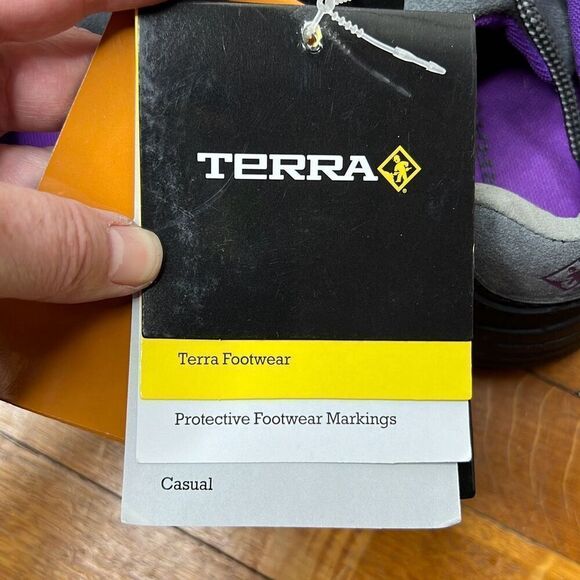 TERRA
Terra Footwear
Protective Footwear Markings
Casual